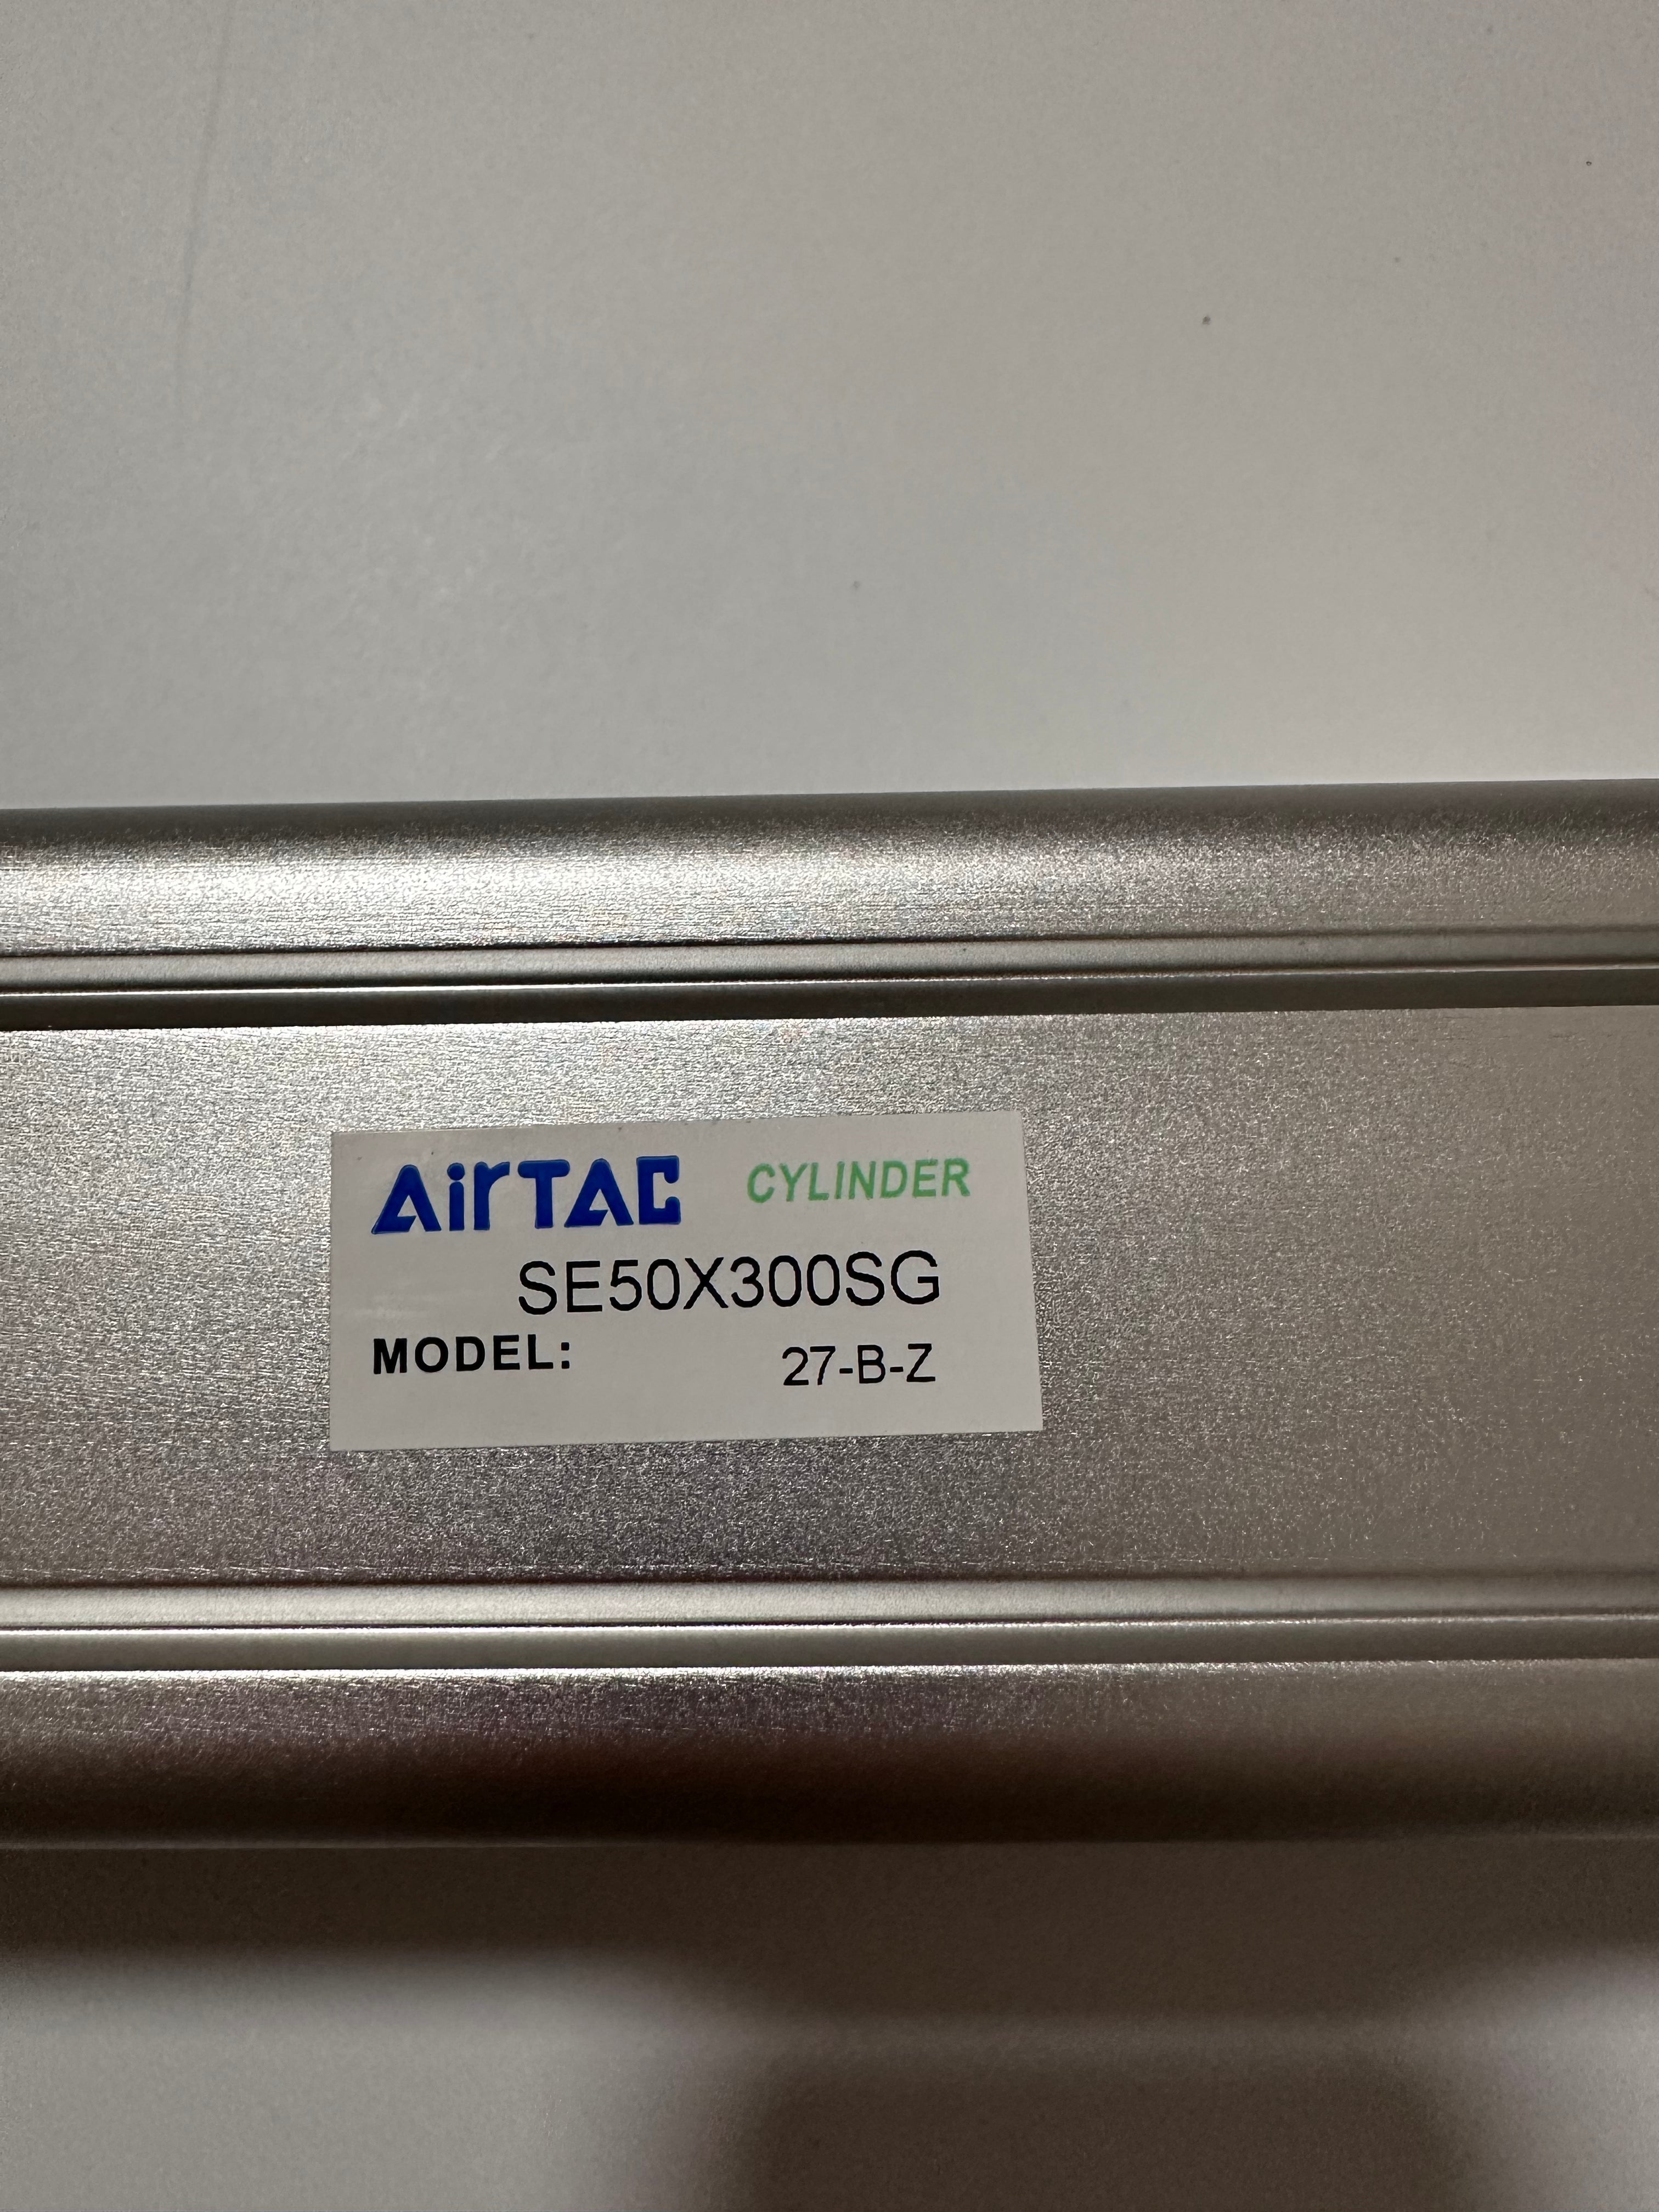 AirTAC CYLINDER
SE50X300SG
MODEL: 27-B-Z